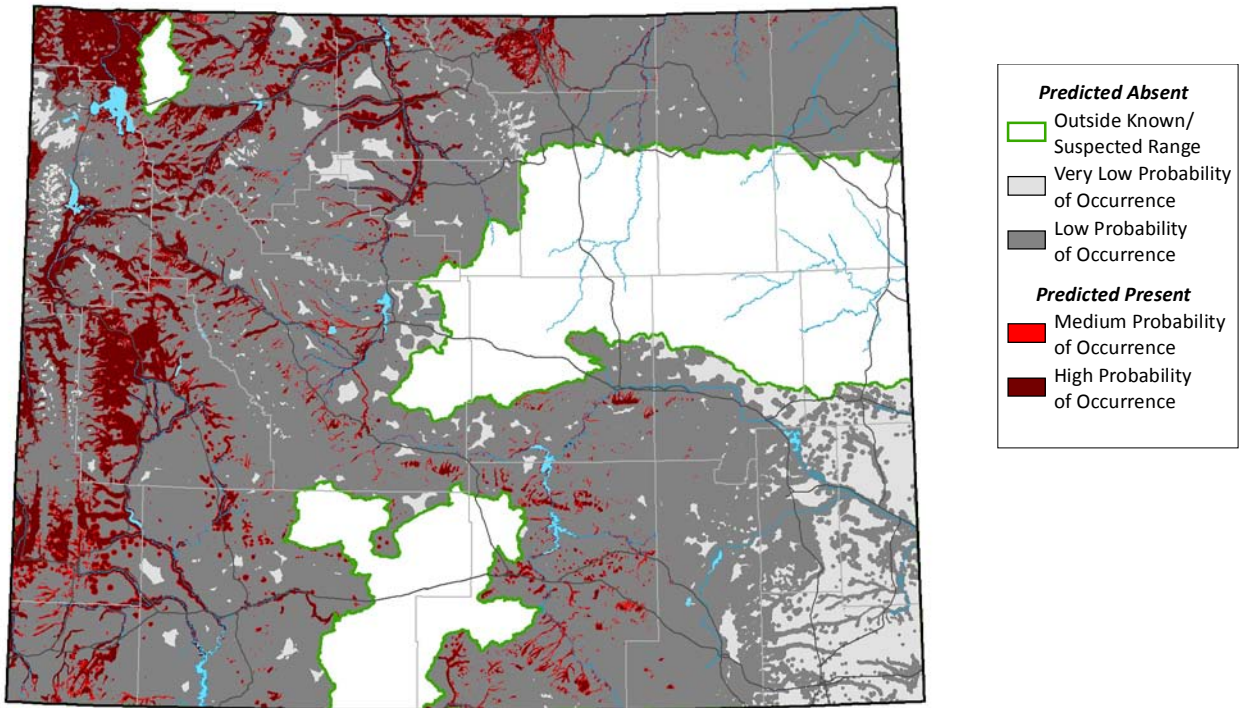 Predicted Absent
Outside Known/
Suspected Range
Very Low Probability
of Occurrence
Low Probability
of Occurrence
Predicted Present
Medium Probability
of Occurrence
High Probability
of Occurrence